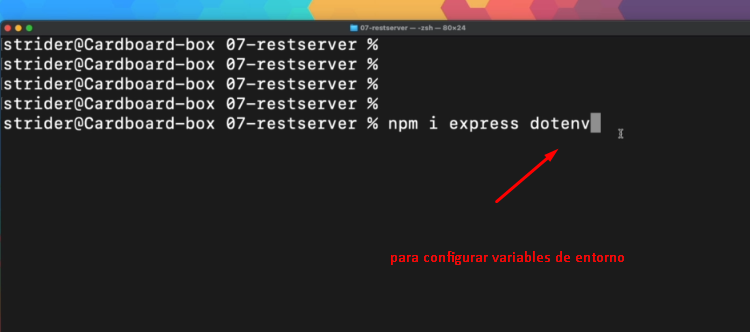 07-restserver — -zsh — 80×24
strider@Cardboard-box 07-restserver %
strider@Cardboard-box 07-restserver %
strider@Cardboard-box 07-restserver %
strider@Cardboard-box 07-restserver %
strider@Cardboard-box 07-restserver % npm i express dotenv
para configurar variables de entorno